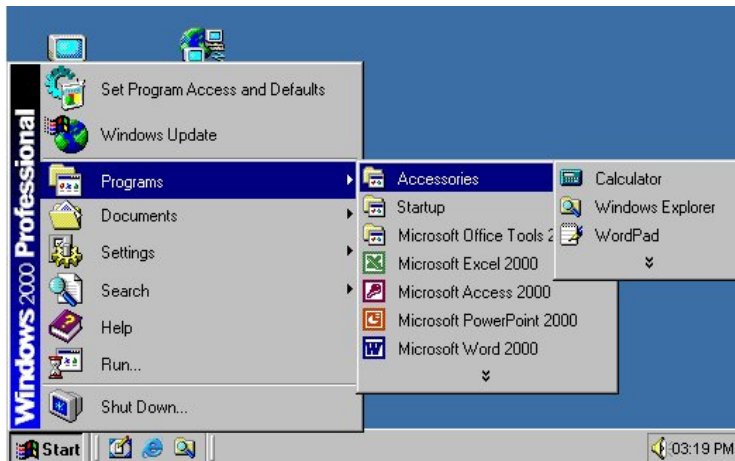 Windows 2000 Professional
Set Program Access and Defaults
Windows Update
Programs
Documents
Settings
Search
Help
Run...
Shut Down...
Accessories
Startup
Microsoft Office Tools 2
Microsoft Excel 2000
Microsoft Access 2000
Microsoft PowerPoint 2000
Microsoft Word 2000
Calculator
Windows Explorer
WordPad
Start
03:19 PM